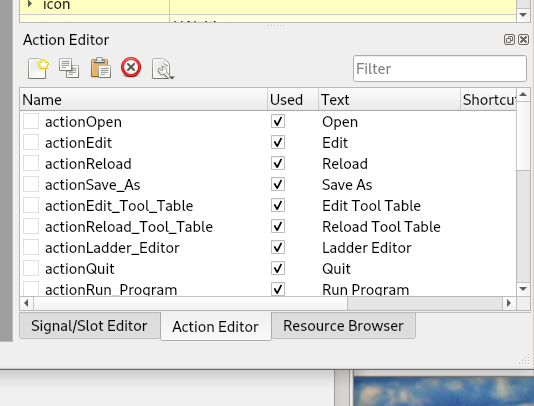 icon
Action Editor
Filter
Name Used Text Shortcut
actionOpen Open
actionEdit Edit
actionReload Reload
actionSave_As Save As
actionEdit_Tool_Table Edit Tool Table
actionReload_Tool_Table Reload Tool Table
actionLadder_Editor Ladder Editor
actionQuit Quit
actionRun_Program Run Program
Signal/Slot Editor Action Editor Resource Browser